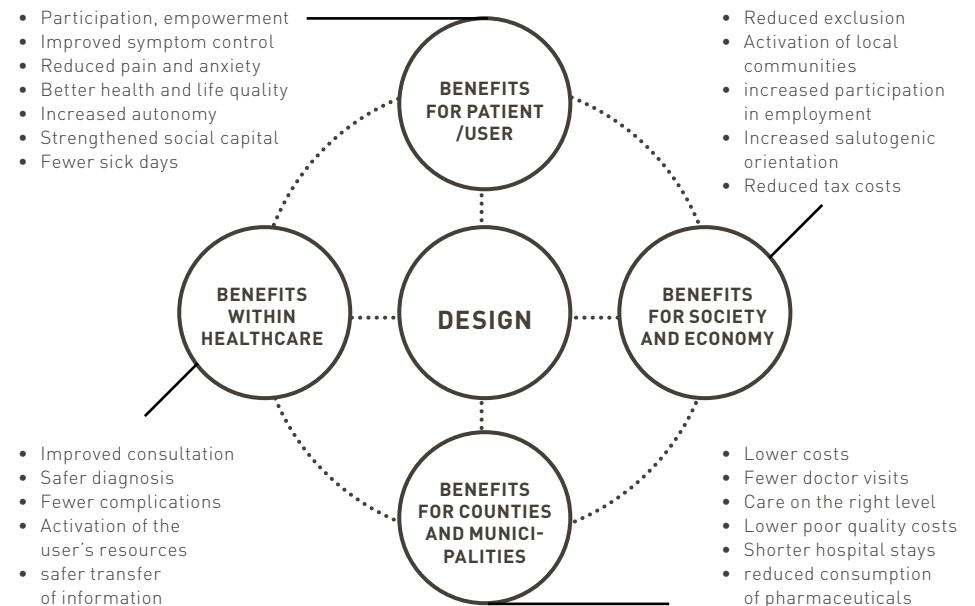 • Participation, empowerment
• Improved symptom control
• Reduced pain and anxiety
• Better health and life quality
• Increased autonomy
• Strengthened social capital
• Fewer sick days
BENEFITS
FOR PATIENT
/USER
• Reduced exclusion
• Activation of local
communities
• increased participation
in employment
• Increased salutogenic
orientation
• Reduced tax costs
BENEFITS
WITHIN
HEALTHCARE
DESIGN
BENEFITS
FOR SOCIETY
AND ECONOMY
• Improved consultation
• Safer diagnosis
• Fewer complications
• Activation of the
user's resources
• safer transfer
of information
BENEFITS
FOR COUNTIES
AND MUNICI-
PALITIES
• Lower costs
• Fewer doctor visits
• Care on the right level
• Lower poor quality costs
• Shorter hospital stays
• reduced consumption
of pharmaceuticals